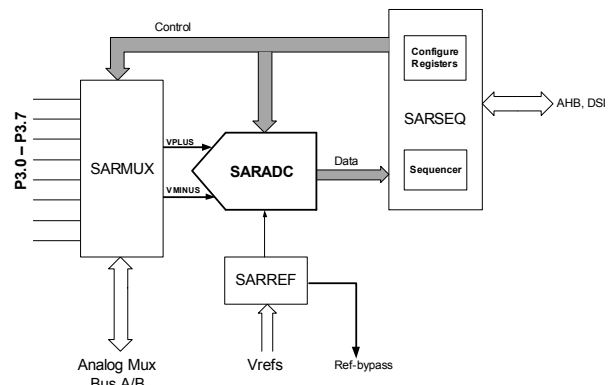 Control
Configure
Registers
SARSEQ
AHB, DSI
P3.0 – P3.7
SARMUX
VPLUS
VMINUS
SARADC
Data
Sequencer
SARREF
Analog Mux
Bus A/B
Vrefs
Ref-bypass